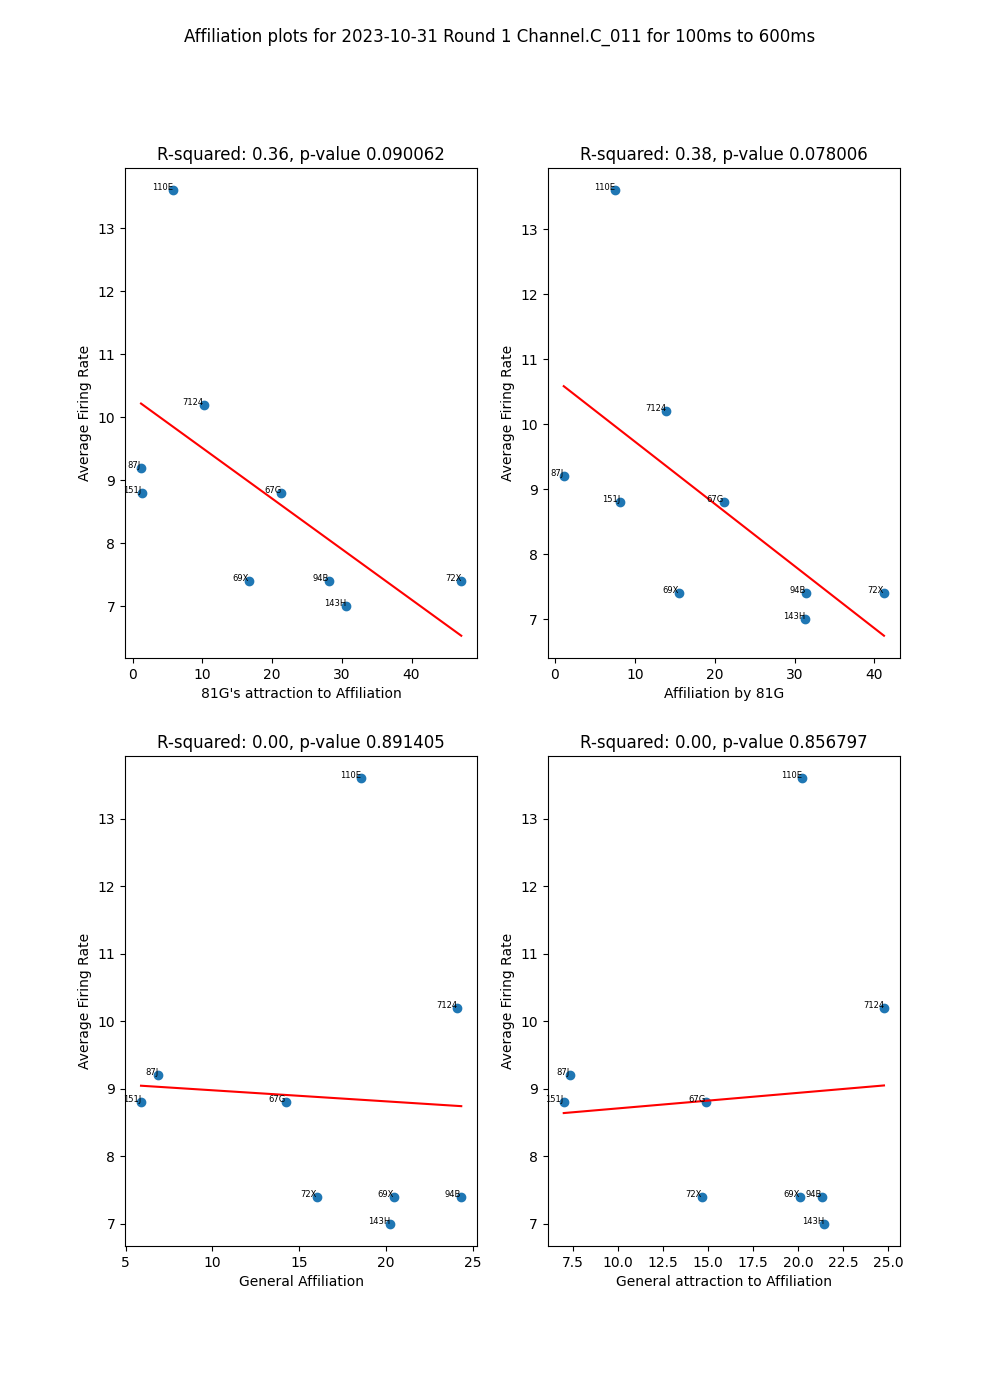 Affiliation plots for 2023-10-31 Round 1 Channel.C_011 for 100ms to 600ms
R-squared: 0.36, p-value 0.090062
110E
13
12
11
10
9
8
7
7124
87J
151J
67G
69X
94B
72X
143H
Average Firing Rate
0 10 20 30 40
81G's attraction to Affiliation
R-squared: 0.38, p-value 0.078006
110E
13
12
11
10
9
8
7
7124
87J
151J
67G
69X
94B
72X
143H
Average Firing Rate
0 10 20 30 40
Affiliation by 81G
R-squared: 0.00, p-value 0.891405
110E
13
12
11
10
9
8
7
7124
87J
151J
67G
72X
69X
94B
143H
Average Firing Rate
5 10 15 20 25
General Affiliation
R-squared: 0.00, p-value 0.856797
110E
13
12
11
10
9
8
7
7124
87J
151J
67G
72X
69X
94B
143H
Average Firing Rate
7.5 10.0 12.5 15.0 17.5 20.0 22.5 25.0
General attraction to Affiliation